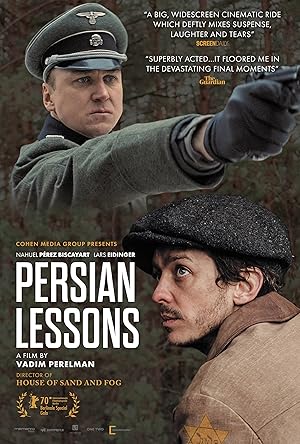 "A BIG, WIDESCREEN CINEMATIC RIDE
WHICH DEFTLY MIXES SUSPENSE,
LAUGHTER AND TEARS"
SCREENDAILY
"SUPERBLY ACTED...IT FLOORED ME IN
THE DEVASTATING FINAL MOMENTS"
The
Guardian
COHEN MEDIA GROUP PRESENTS
NAHUEL PÉREZ BISCAYART LARS EIDINGER
PERSIAN
LESSONS
A FILM BY
VADIM PERELMAN
DIRECTOR OF
HOUSE OF SAND AND FOG
70
Berlinale Special
Gala